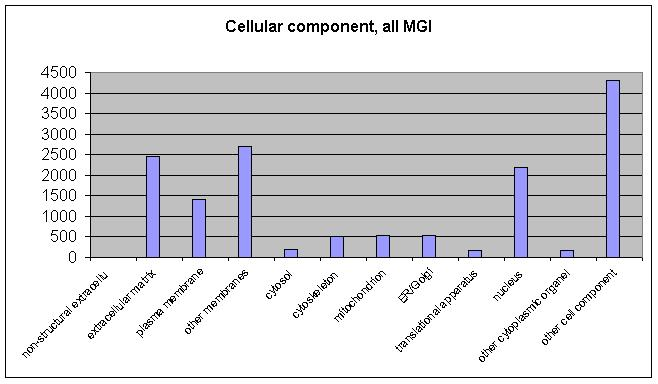 Cellular component, all MGI
4500
4000
3500
3000
2500
2000
1500
1000
500
0
non-structural extracellu
extracellular matrix
plasma membrane
other membranes
cytosol
cytoskeleton
mitochondrion
ER/Golgi
translational apparatus
nucleus
other cytoplasmic organel
other cell component